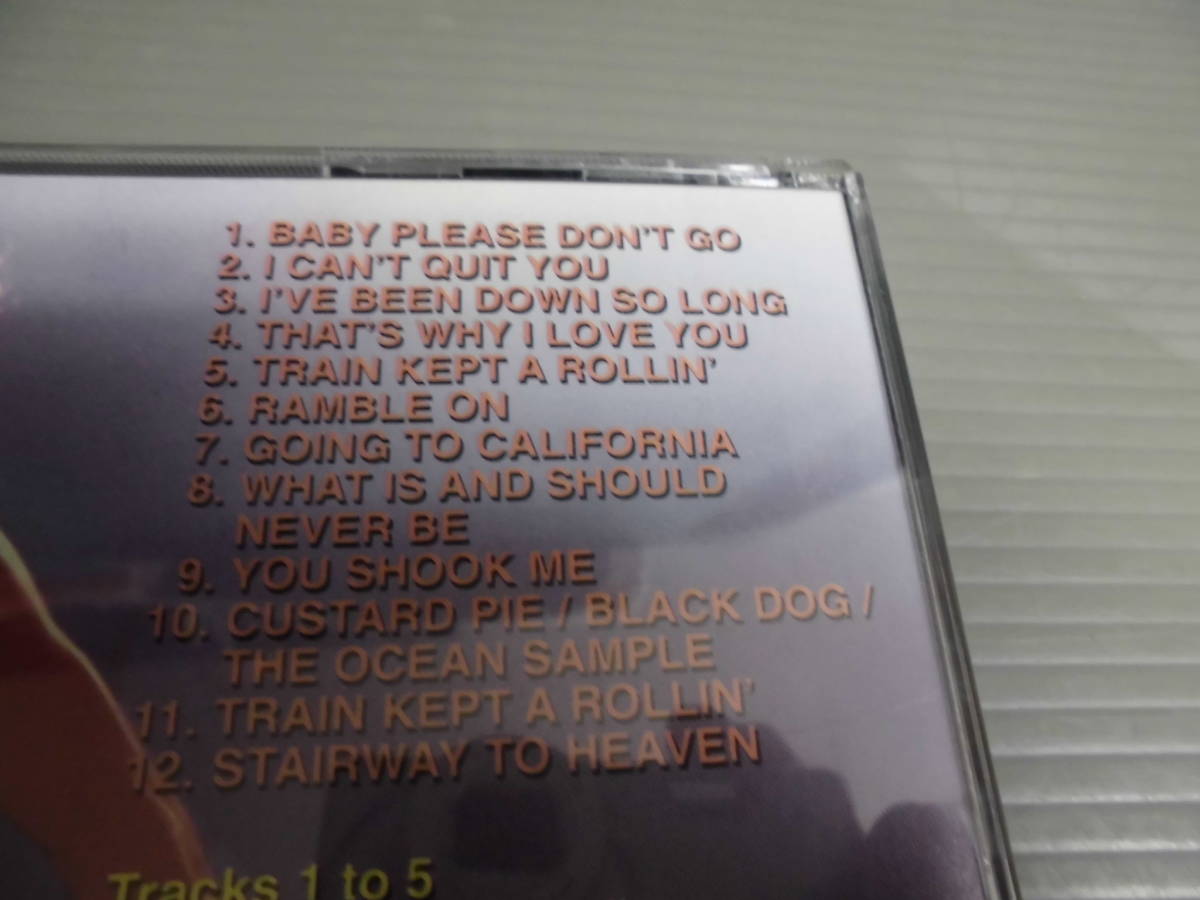 1. BABY PLEASE DON'T GO
2. I CAN'T QUIT YOU
3. I'VE BEEN DOWN SO LONG
4. THAT'S WHY I LOVE YOU
5. TRAIN KEPT A ROLLIN'
6. RAMBLE ON
7. GOING TO CALIFORNIA
8. WHAT IS AND SHOULD
NEVER BE
9. YOU SHOOK ME
10. CUSTARD PIE / BLACK DOG /
THE OCEAN SAMPLE
11. TRAIN KEPT A ROLLIN'
12. STAIRWAY TO HEAVEN
Tracks 1 to 5